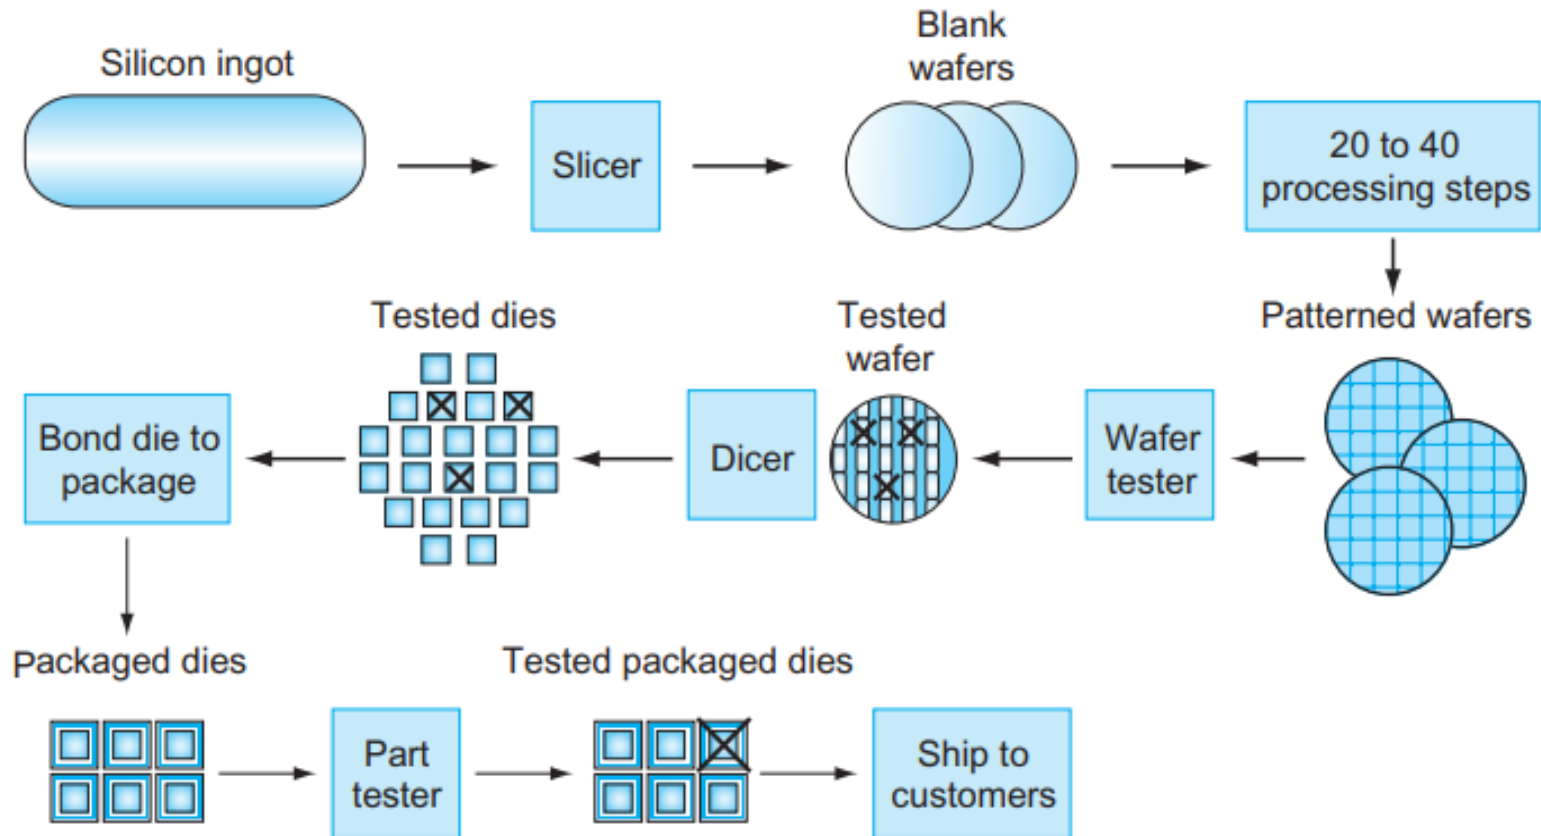 Silicon ingot
Slicer
Blank
wafers
20 to 40
processing steps
Patterned wafers
Wafer
tester
Tested
wafer
Dicer
Tested dies
Bond die to
package
Packaged dies
Part
tester
Tested packaged dies
Ship to
customers